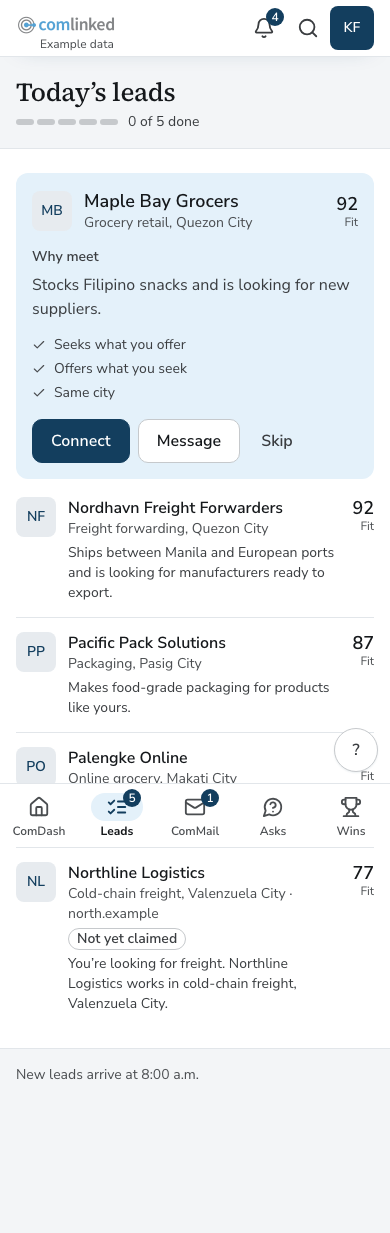 comlinked
Example data
4
KF
Today's leads
0 of 5 done
MB
Maple Bay Grocers
92
Grocery retail, Quezon City
Fit
Why meet
Stocks Filipino snacks and is looking for new
suppliers.
Seeks what you offer
Offers what you seek
Same city
Connect
Message
Skip
NF
Nordhavn Freight Forwarders
92
Freight forwarding, Quezon City
Fit
Ships between Manila and European ports
and is looking for manufacturers ready to
export.
PP
Pacific Pack Solutions
87
Packaging, Pasig City
Fit
Makes food-grade packaging for products
like yours.
PO
Palengke Online
?
Online grocery, Makati City
Fit
5
1
ComDash
Leads
ComMail
Asks
Wins
NL
Northline Logistics
77
Cold-chain freight, Valenzuela City ·
Fit
north.example
Not yet claimed
You’re looking for freight. Northline
Logistics works in cold-chain freight,
Valenzuela City.
New leads arrive at 8:00 a.m.